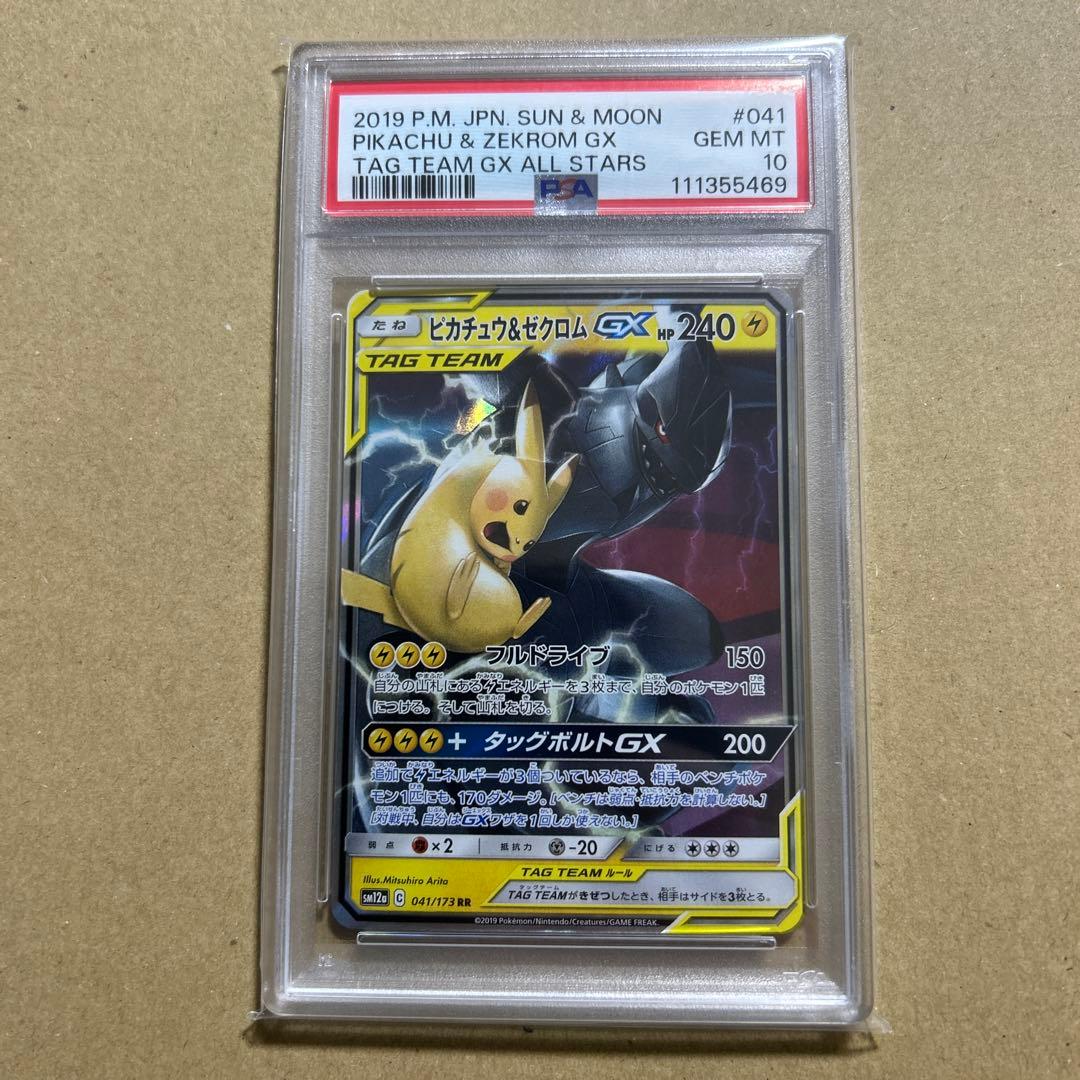 2019 P.M. JPN. SUN & MOON #041
PIKACHU & ZEKROM GX GEM MT
TAG TEAM GX ALL STARS 10
PSA 111355469
たね ピカチュウ&ゼクロム GX HP 240
TAG TEAM
フルドライブ 150
自分の山札にあるエネルギーを3枚まで、自分のポケモン1匹
につける。そして山札を切る。
+ タッグボルトGX 200
追加でエネルギーが3個ついているなら、相手のベンチポケ
モン1匹にも、170ダメージ。[ベンチは弱点・抵抗力を計算しない。]
[対戦中、自分はGXワザを1回しか使えない。]
弱点 ×2 抵抗力 -20 にげる
TAG TEAM ルール
Illus.Mitsuhiro Arita
TAG TEAMがきぜつしたとき、相手はサイドを3枚とる。
SM12a C 041/173 RR
©2019 Pokémon/Nintendo/Creatures/GAME FREAK.